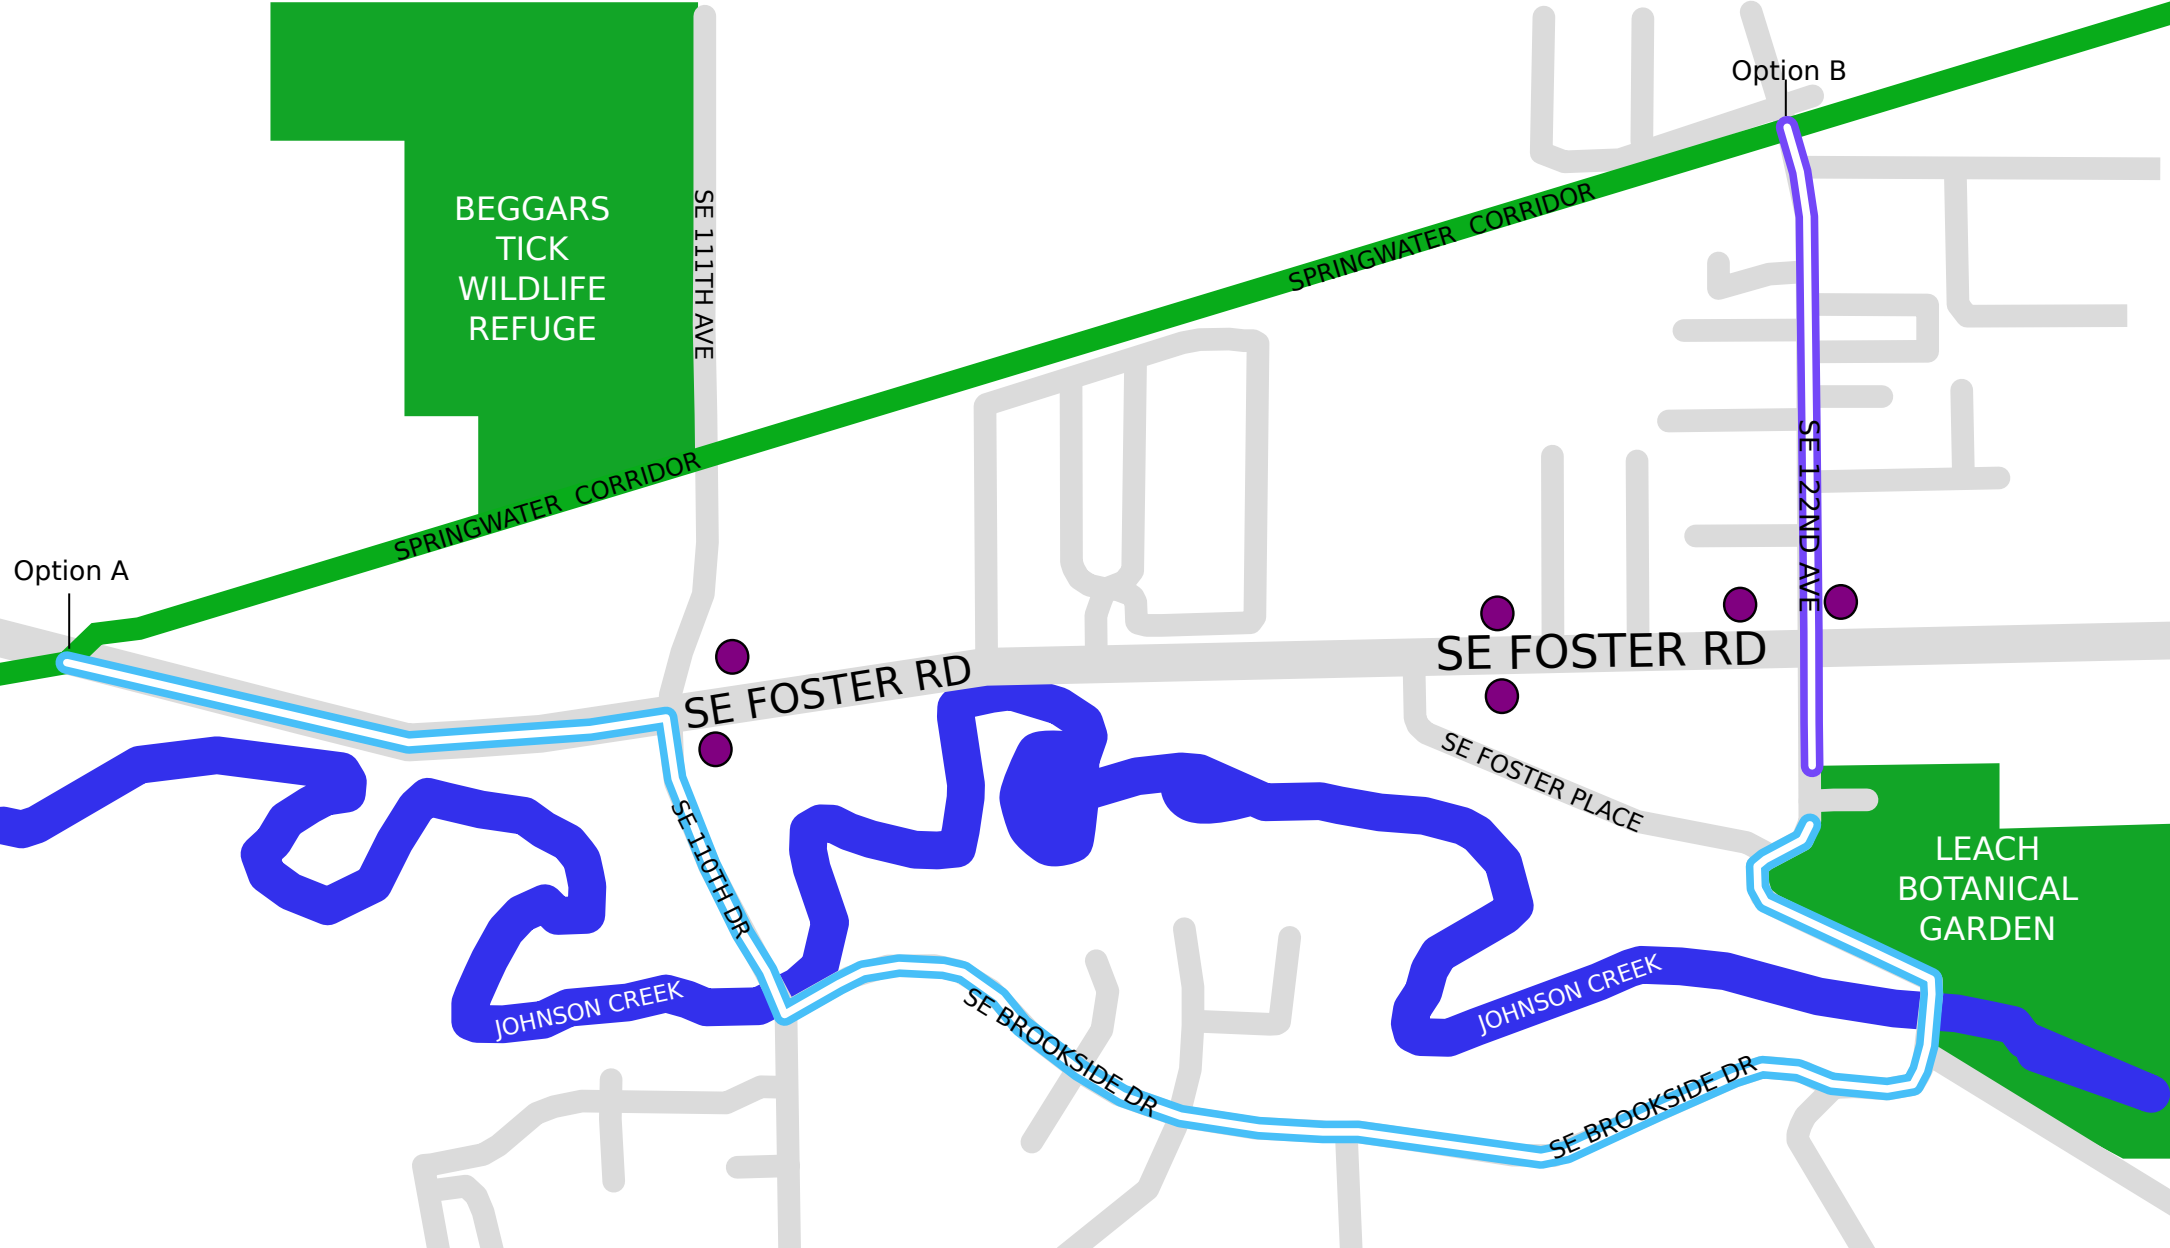 Option B
BEGGARS
TICK
WILDLIFE
REFUGE
SE 111TH AVE
SPRINGWATER CORRIDOR
SPRINGWATER CORRIDOR
Option A
SE 122ND AVE
SE FOSTER RD
SE FOSTER RD
SE FOSTER PLACE
SE 110TH DR
LEACH
BOTANICAL
GARDEN
JOHNSON CREEK
JOHNSON CREEK
SE BROOKSIDE DR
SE BROOKSIDE DR